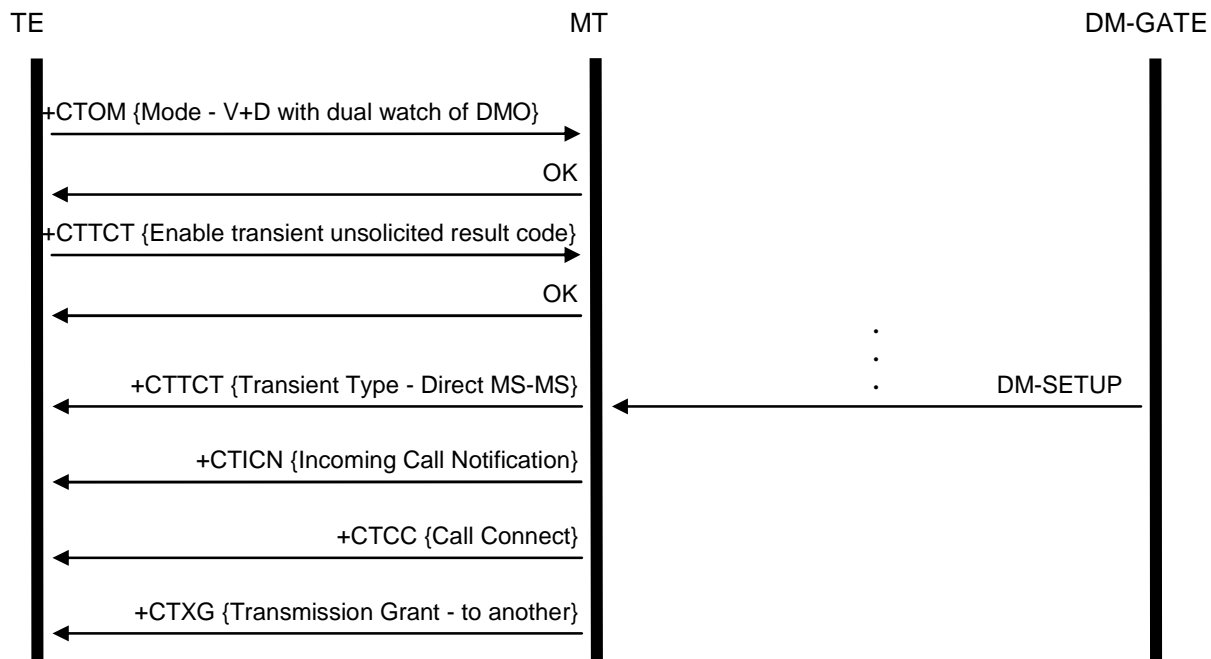 TE MT DM-GATE
+CTOM {Mode - V+D with dual watch of DMO}
OK
+CTTCT {Enable transient unsolicited result code}
OK
+CTTCT {Transient Type - Direct MS-MS} DM-SETUP
+CTICN {Incoming Call Notification}
+CTCC {Call Connect}
+CTXG {Transmission Grant - to another}